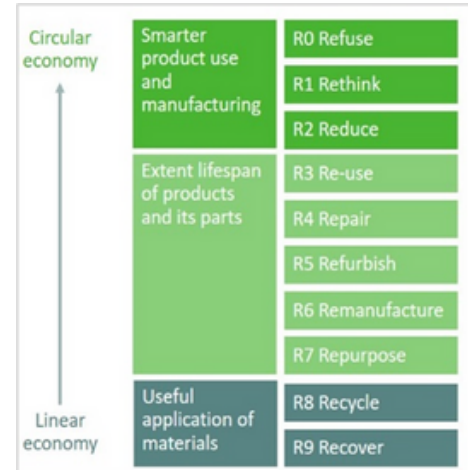 Circular
economy
Linear
economy
Smarter
product use
and
manufacturing
R0 Refuse
R1 Rethink
R2 Reduce
Extent lifespan
of products
and its parts
R3 Re-use
R4 Repair
R5 Refurbish
R6 Remanufacture
R7 Repurpose
Useful
application of
materials
R8 Recycle
R9 Recover